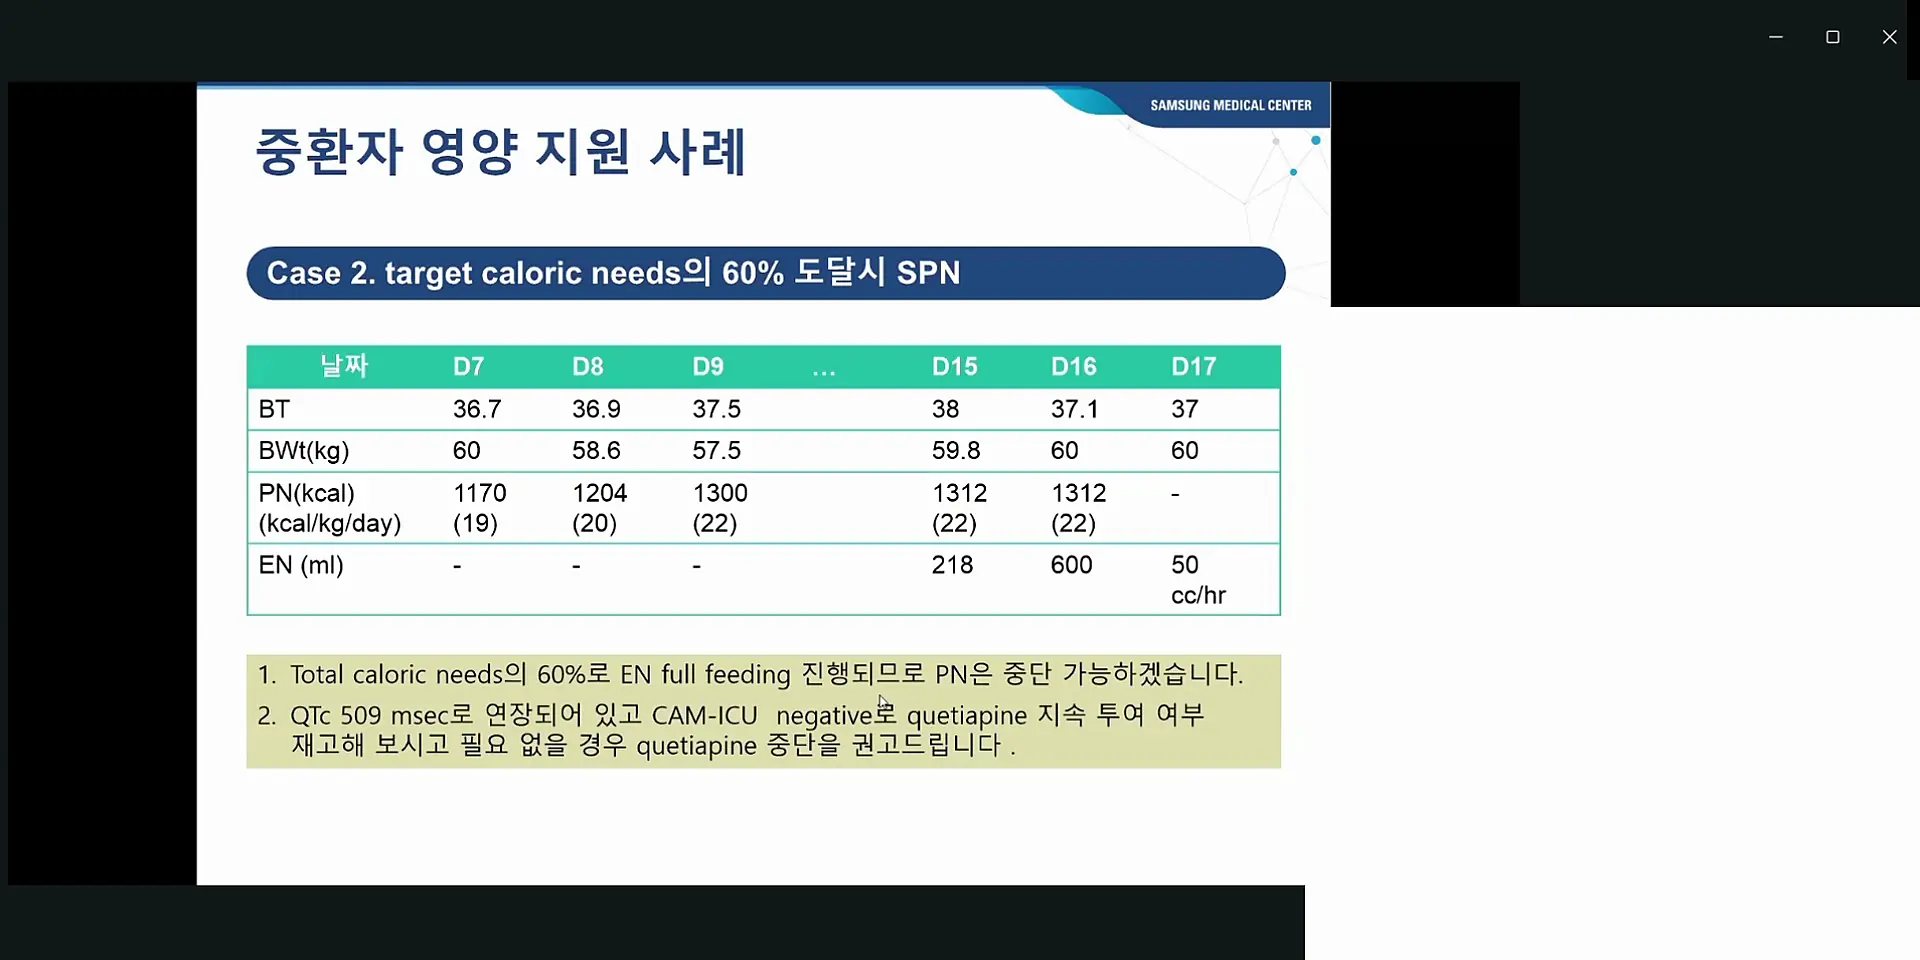 SAMSUNG MEDICAL CENTER
중환자 영양 지원 사례
Case 2. target caloric needs의 60% 도달시 SPN
날짜 D7 D8 D9 ... D15 D16 D17
BT 36.7 36.9 37.5 38 37.1 37
BWt(kg) 60 58.6 57.5 59.8 60 60
PN(kcal) 1170 1204 1300 1312 1312 -
(kcal/kg/day) (19) (20) (22) (22) (22)
EN (ml) - - - 218 600 50
cc/hr
1. Total caloric needs의 60%로 EN full feeding 진행되므로 PN은 중단 가능하겠습니다.
2. QTc 509 msec로 연장되어 있고 CAM-ICU negative로 quetiapine 지속 투여 여부
재고해 보시고 필요 없을 경우 quetiapine 중단을 권고드립니다 .